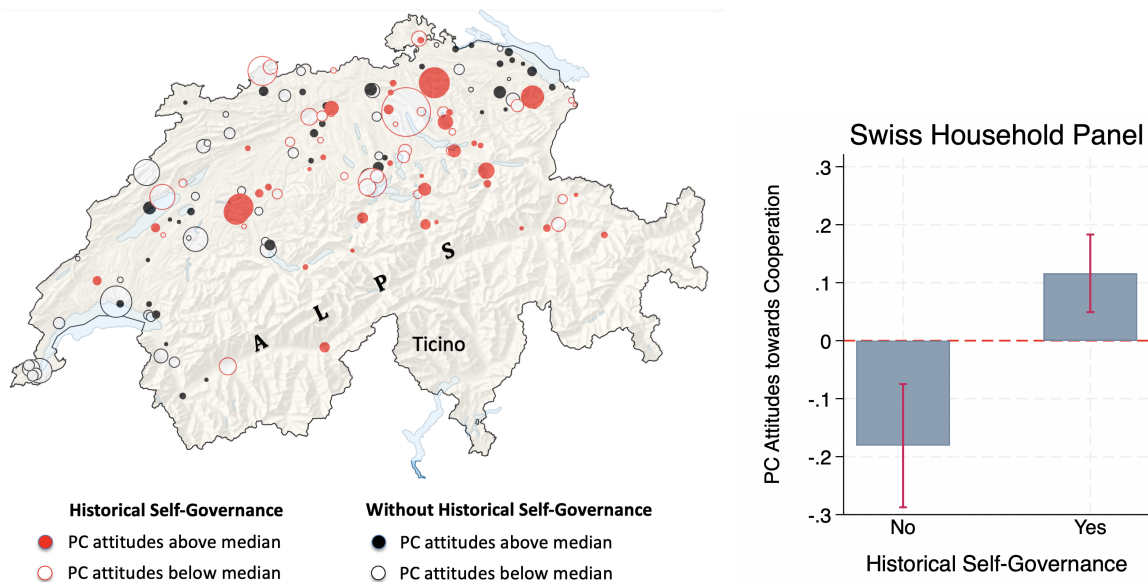 A L P S
Ticino
Historical Self-Governance
PC attitudes above median
PC attitudes below median
Without Historical Self-Governance
PC attitudes above median
PC attitudes below median
Swiss Household Panel
PC Attitudes towards Cooperation
.3
.2
.1
0
-.1
-.2
-.3
No Yes
Historical Self-Governance